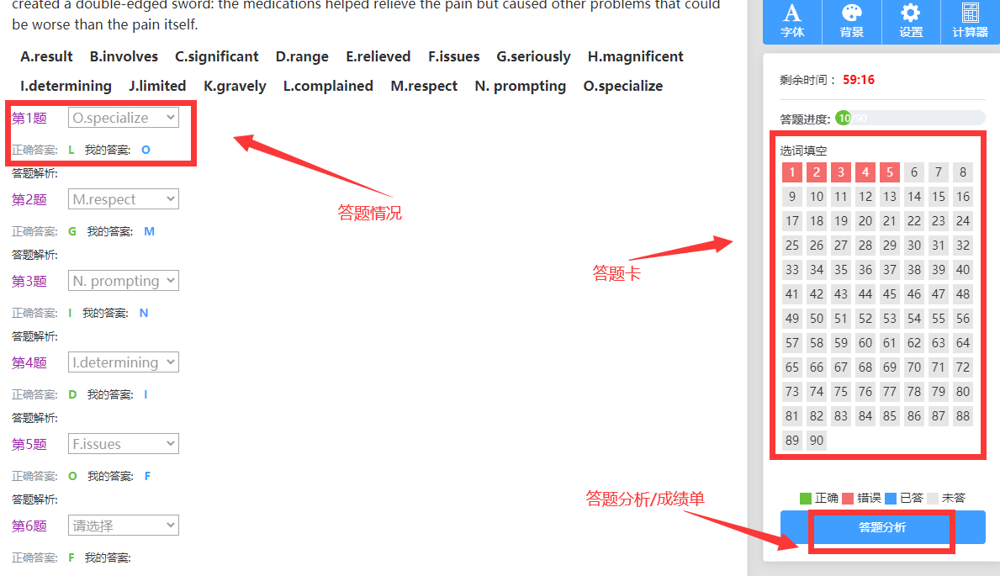 created a double-edged sword: the medications helped relieve the pain but caused other problems that could
be worse than the pain itself.
A.result B.involves C.significant D.range E.relieved F.issues G.seriously H.magnificent
I.determining J.limited K.gravely L.complained M.respect N. prompting O.specialize
第1题 O.specialize
正确答案: L 我的答案: O
答题解析:
第2题 M.respect
正确答案: G 我的答案: M
答题解析:
第3题 N. prompting
正确答案: I 我的答案: N
答题解析:
第4题 I.determining
正确答案: D 我的答案: I
答题解析:
第5题 F.issues
正确答案: O 我的答案: F
答题解析:
第6题 请选择
正确答案: F 我的答案:
答题情况
答题卡
答题分析/成绩单
字体 背景 设置 计算器
剩余时间: 59:16
答题进度: 10/90
选词填空
1 2 3 4 5 6 7 8
9 10 11 12 13 14 15 16
17 18 19 20 21 22 23 24
25 26 27 28 29 30 31 32
33 34 35 36 37 38 39 40
41 42 43 44 45 46 47 48
49 50 51 52 53 54 55 56
57 58 59 60 61 62 63 64
65 66 67 68 69 70 71 72
73 74 75 76 77 78 79 80
81 82 83 84 85 86 87 88
89 90
正确 错误 已答 未答
答题分析